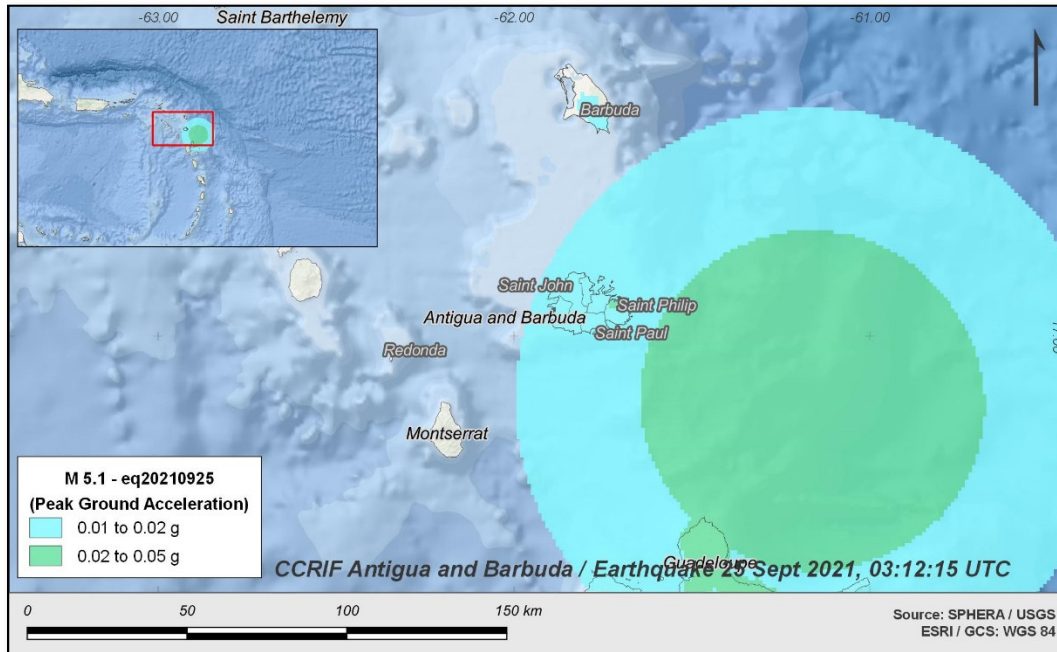 -63.00
Saint Barthelemy
-62.00
-61.00
Barbuda
Saint John
Saint Philip
Antigua and Barbuda
Saint Paul
Redonda
Montserrat
M 5.1 - eq20210925
(Peak Ground Acceleration)
0.01 to 0.02 g
0.02 to 0.05 g
Guadeloupe
CCRIF Antigua and Barbuda / Earthquake 25 Sept 2021, 03:12:15 UTC
0 50 100 150 km
Source: SPHERA / USGS
ESRI / GCS: WGS 84